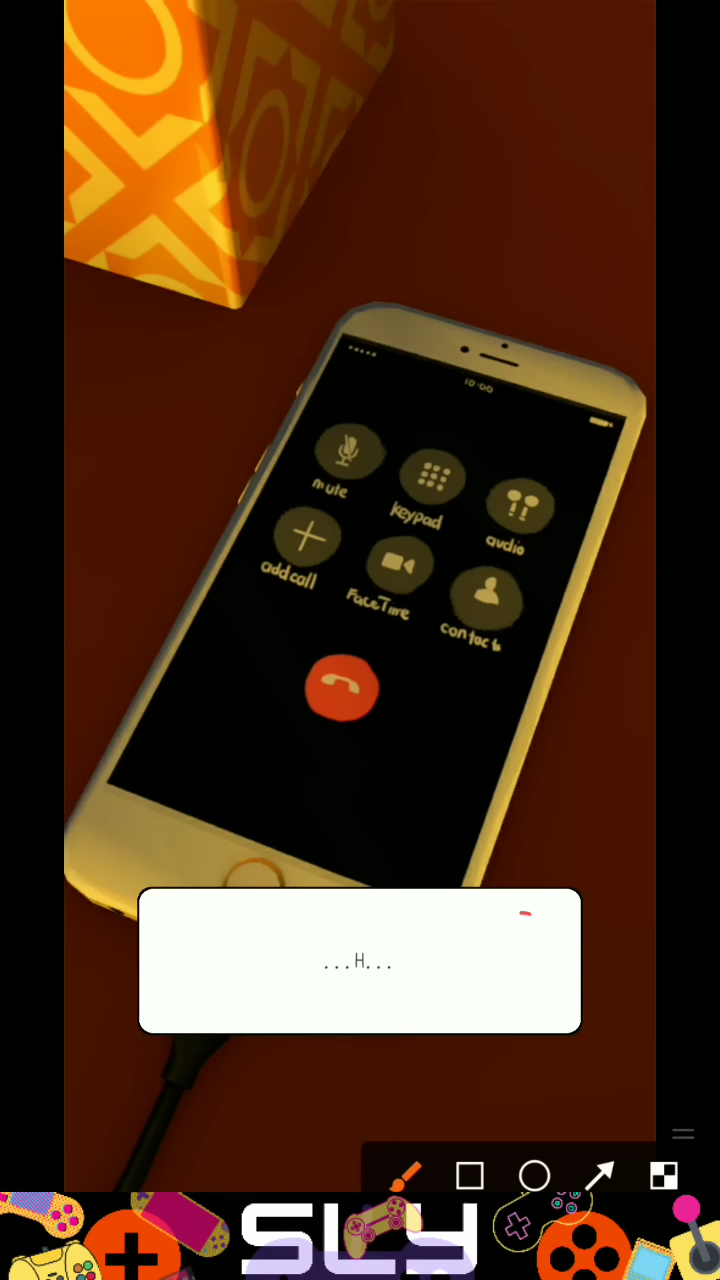 10:00
mute
keypad
audio
add call
FaceTime
contacts
...H...
SLY